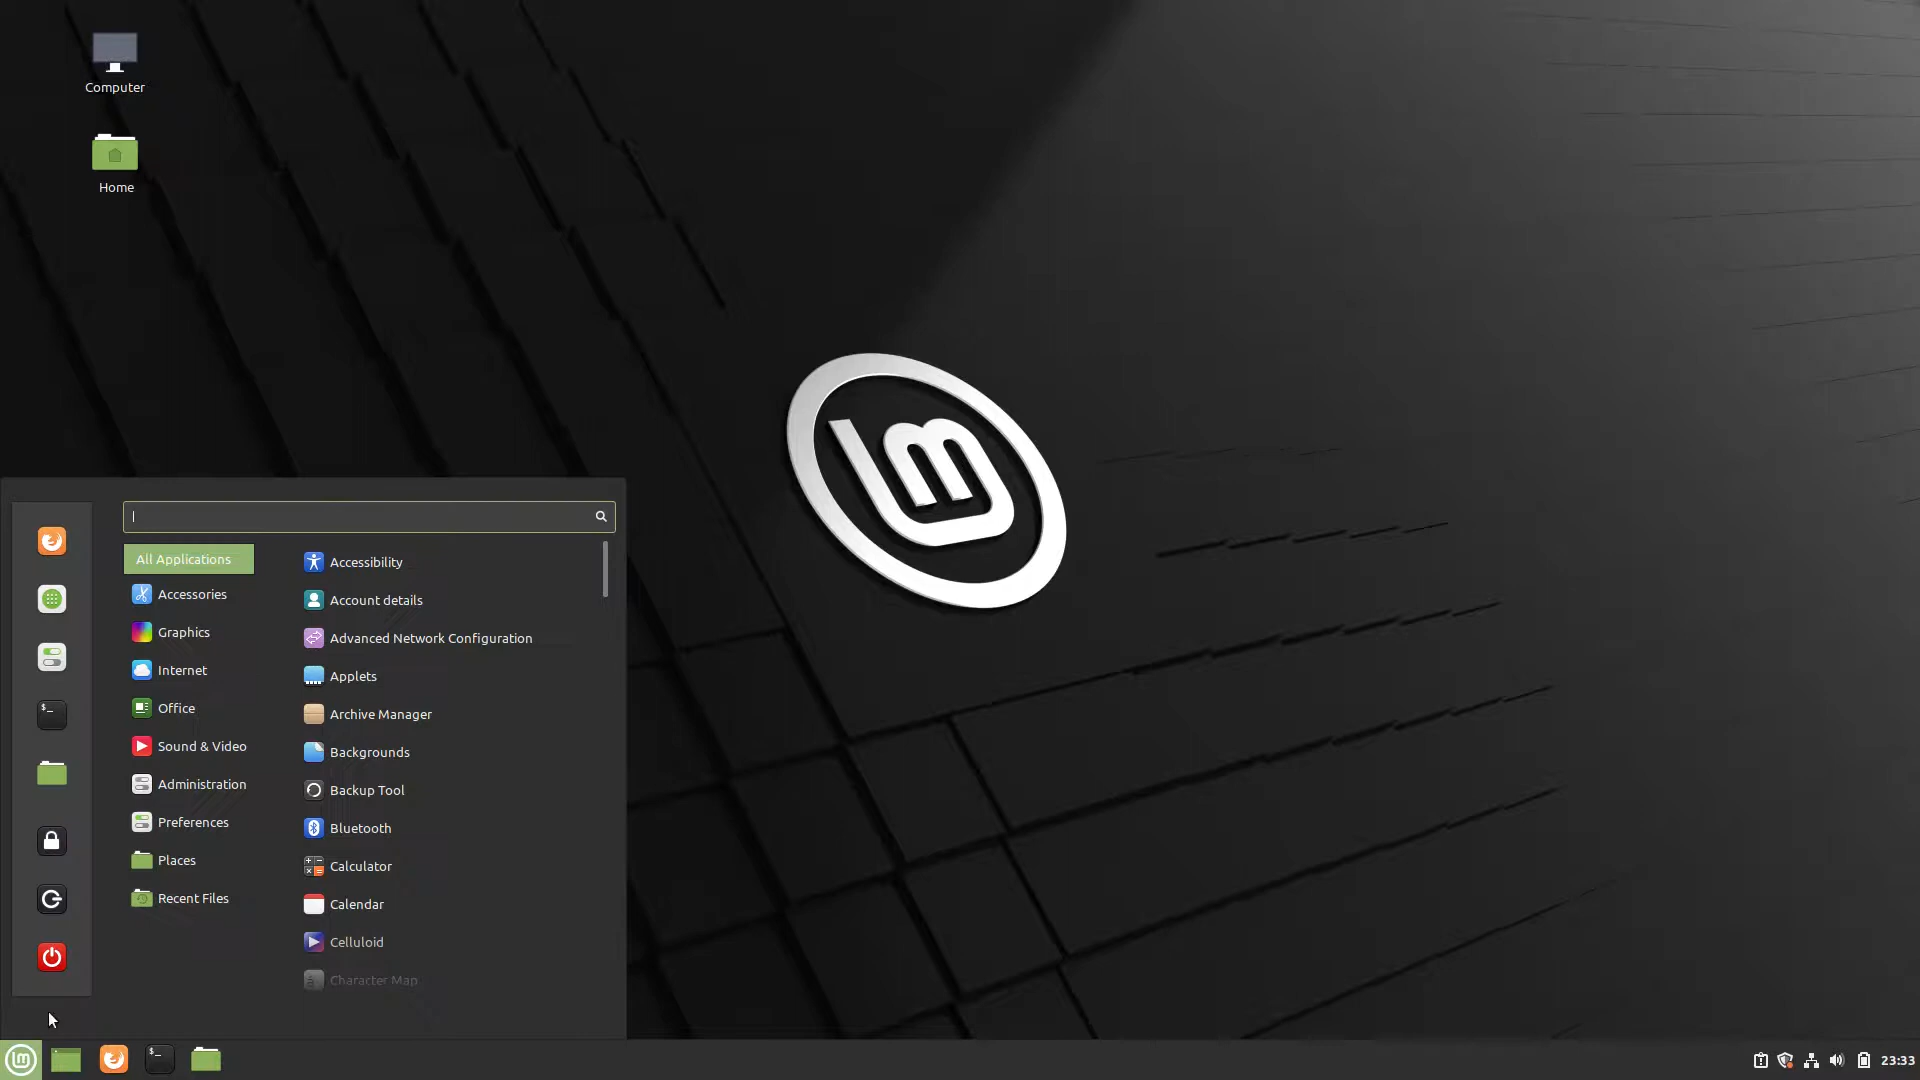 Computer
Home
All Applications
Accessories
Graphics
Internet
Office
Sound & Video
Administration
Preferences
Places
Recent Files
Accessibility
Account details
Advanced Network Configuration
Applets
Archive Manager
Backgrounds
Backup Tool
Bluetooth
Calculator
Calendar
Celluloid
Character Map
23:33